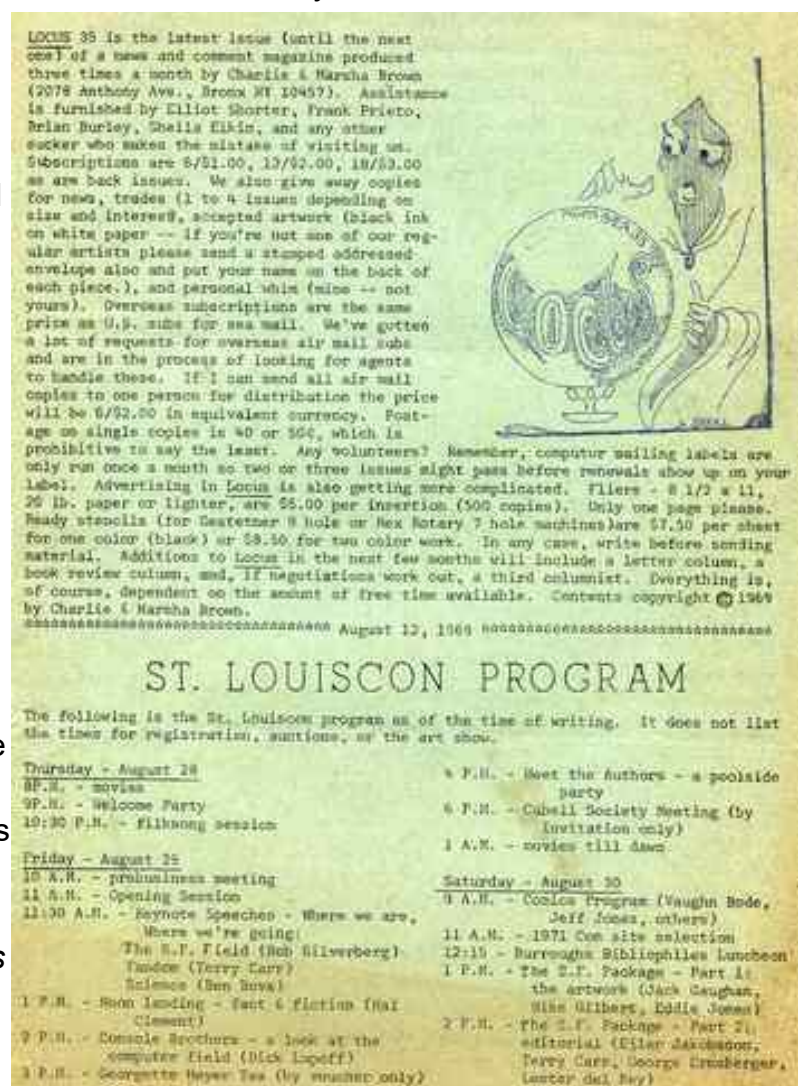 LOCUS 35 is the latest issue (until the next
one) of a news and comment magazine produced
three times a month by Charlie & Marsha Brown
(2078 Anthony Ave., Bronx NY 10457). Assistance
is furnished by Elliot Shorter, Frank Prieto,
Brian Burley, Sheila Elkin, and any other
sucker who makes the mistake of visiting us.
Subscriptions are 6/$1.00, 12/$2.00, 18/$3.00
as are back issues. We also give away copies
for news, trades (1 to 4 issues depending on
size and interest, accepted artwork (black ink
on white paper -- if you're not one of our reg-
ular artists please send a stamped addressed
envelope also and put your name on the back of
each piece.), and personal whim (mine -- not
yours). Overseas subscriptions are the same
price as U.S. subs for sea mail. We've gotten
a lot of requests for overseas air mail subs
and are in the process of looking for agents
to handle these. If I can send all air mail
copies to one person for distribution the price
will be 6/$2.00 in equivalent currency. Post-
age on single copies is 40 or 50¢, which is
prohibitive to say the least. Any volunteers? Remember, computur mailing labels are
only run once a month so two or three issues might pass before renewals show up on your
label. Advertising in Locus is also getting more complicated. Fliers - 8 1/2 x 11,
20 lb. paper or lighter, are $5.00 per insertion (500 copies). Only one page please.
Ready stencils (for Gestetner 9 hole or Rex Rotary 7 hole machines)are $7.50 per sheet
for one color (black) or $8.50 for two color work. In any case, write before sending
material. Additions to Locus in the next few months will include a letter column, a
book review column, and, if negotiations work out, a third columnist. Everything is,
of course, dependent on the amount of free time available. Contents copyright © 1969
by Charlie & Marsha Brown.
August 12, 1969
LOCUS
ST. LOUISCON PROGRAM
The following is the St. Louiscon program as of the time of writing. It does not list
the times for registration, auctions, or the art show.
Thursday - August 28
8P.M. - movies
9P.M. - Welcome Party
10:30 P.M. - Filksong session
Friday - August 29
10 A.M. - probusiness meeting
11 A.M. - Opening Session
11:30 A.M. - Keynote Speeches - Where we are,
Where we're going:
The S.F. Field (Bob Silverberg)
Fandom (Terry Carr)
Science (Ben Bova)
1 P.M. - Moon landing - fact & fiction (Hal
Clement)
2 P.M. - Console Brothers - a look at the
computer field (Dick Lupoff)
3 P.M. - Georgette Heyer Tea (by voucher only)
4 P.M. - Meet the Authors - a poolside
party
6 P.M. - Cabell Society Meeting (by
invitation only)
1 A.M. - movies till dawn
Saturday - August 30
9 A.M. - Comics Program (Vaughn Bode,
Jeff Jones, others)
11 A.M. - 1971 Con site selection
12:15 - Burroughs Bibliophiles Luncheon
1 P.M. - The S.F. Package - Part 1:
the artwork (Jack Gaughan,
Mike Gilbert, Eddie Jones)
2 P.M. - The S.F. Package - Part 2:
editorial (Ejler Jakobsson,
Terry Carr, George Ernsberger,
Lester del Rey)